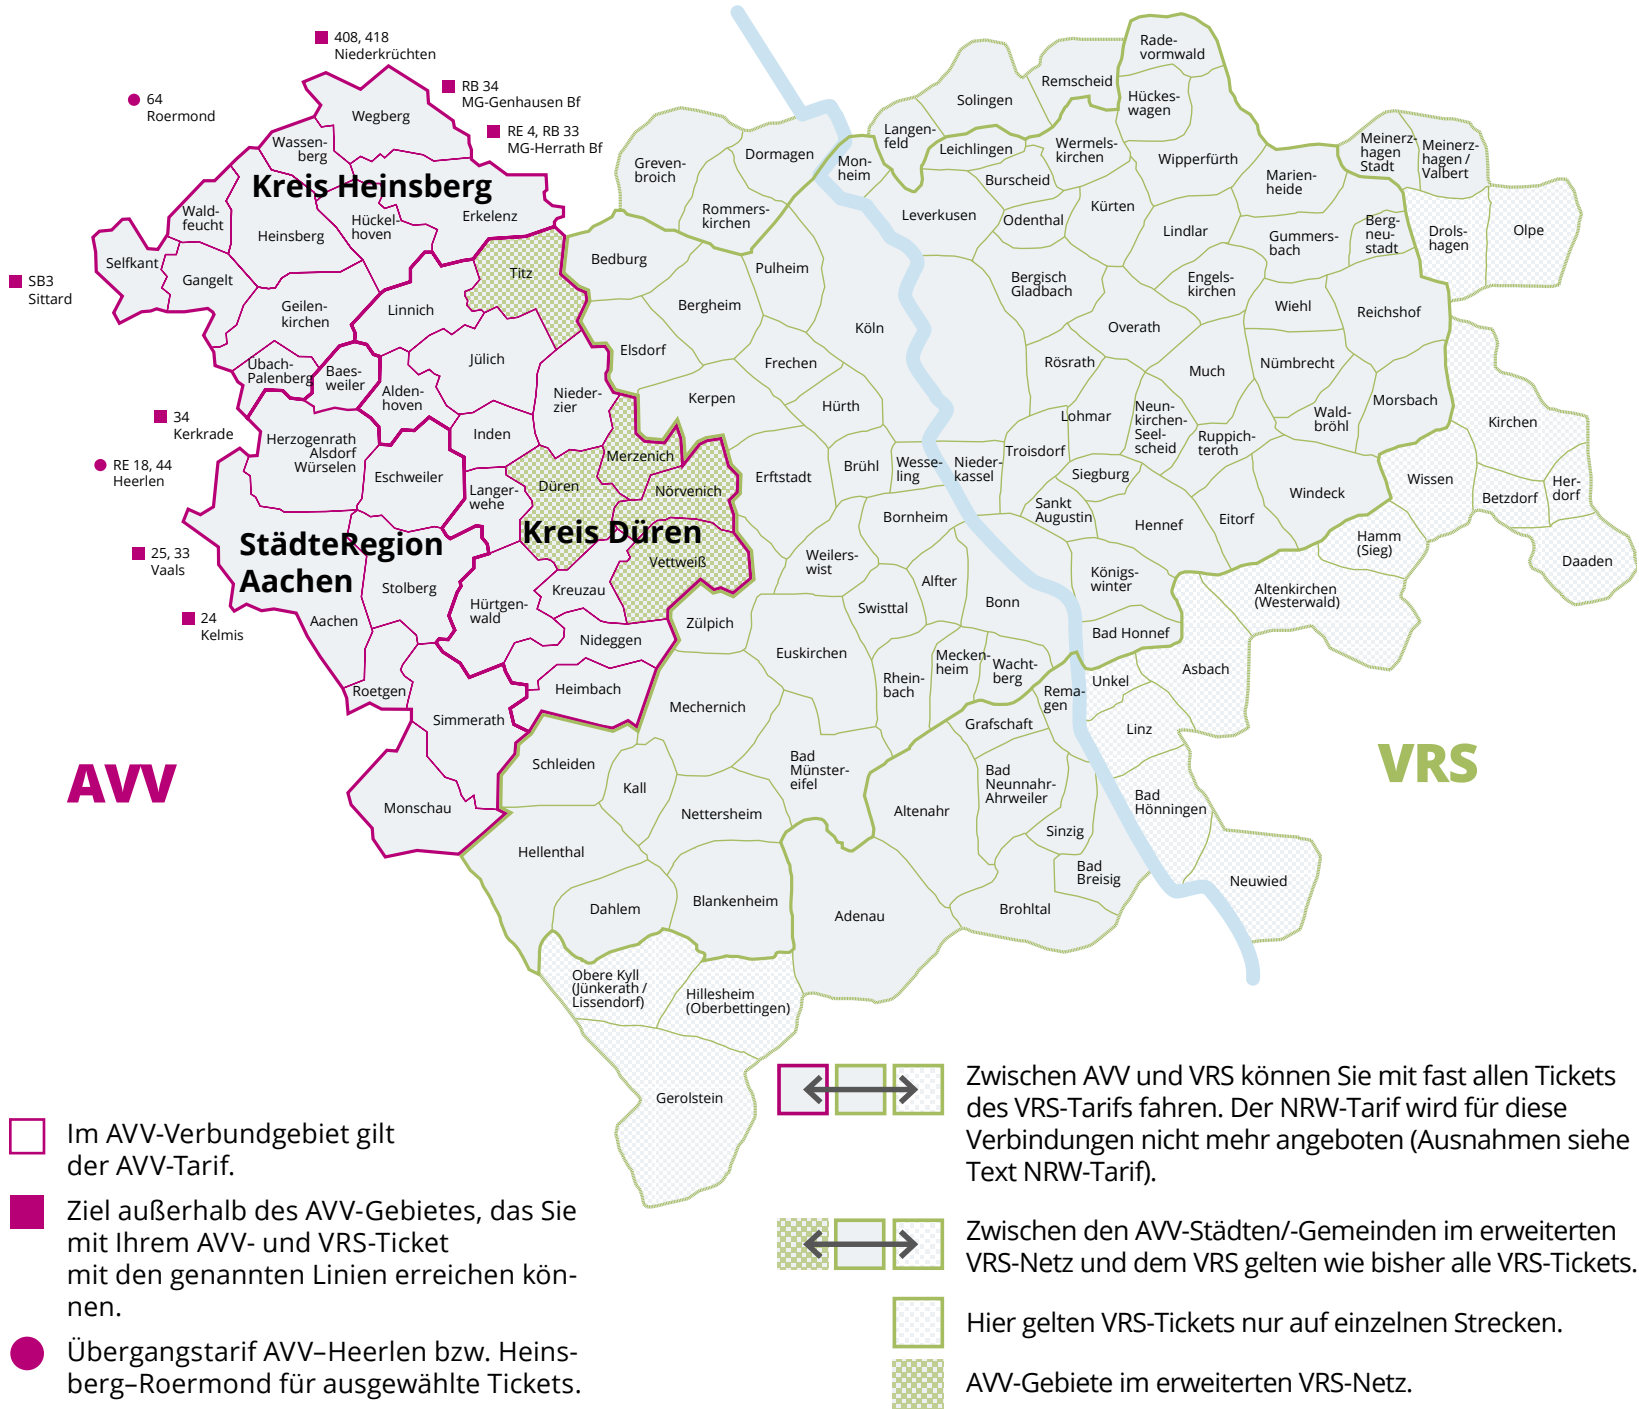 408, 418
Niederkrüchten
RB 34
MG-Genhausen Bf
64
Roermond
RE 4, RB 33
MG-Herrath Bf
SB3
Sittard
34
Kerkrade
RE 18, 44
Heerlen
25, 33
Vaals
24
Kelmis
Kreis Heinsberg
Wegberg
Wassen-
berg
Wald-
feucht
Heinsberg
Hückel-
hoven
Erkelenz
Selfkant
Gangelt
Geilen-
kirchen
Übach-
Palenberg
Kreis Düren
Titz
Linnich
Jülich
Alden-
hoven
Nieder-
zier
Inden
Merzenich
Düren
Nörvenich
Langer-
wehe
Vettweiß
Kreuzau
Hürtgen-
wald
Nideggen
Heimbach
StädteRegion
Aachen
Baes-
weiler
Herzogenrath
Alsdorf
Würselen
Eschweiler
Stolberg
Aachen
Roetgen
Simmerath
Monschau
AVV
VRS
Rade-
vormwald
Remscheid
Solingen
Hückes-
wagen
Langen-
feld
Leichlingen
Wermels-
kirchen
Wipperfürth
Meinerz-
hagen
Stadt
Meinerz-
hagen /
Valbert
Greven-
broich
Dormagen
Mon-
heim
Burscheid
Marien-
heide
Rommers-
kirchen
Leverkusen
Odenthal
Kürten
Lindlar
Gummers-
bach
Berg-
neu-
stadt
Drols-
hagen
Olpe
Bedburg
Pulheim
Bergisch
Gladbach
Engels-
kirchen
Bergheim
Köln
Overath
Wiehl
Reichshof
Elsdorf
Frechen
Rösrath
Much
Nümbrecht
Kerpen
Hürth
Lohmar
Neun-
kirchen-
Seel-
scheid
Ruppich-
teroth
Wald-
bröhl
Morsbach
Kirchen
Erftstadt
Brühl
Wesse-
ling
Nieder-
kassel
Troisdorf
Siegburg
Windeck
Wissen
Betzdorf
Her-
dorf
Bornheim
Sankt
Augustin
Hennef
Eitorf
Hamm
(Sieg)
Daaden
Weilers-
wist
Alfter
Swisttal
Bonn
Königs-
winter
Altenkirchen
(Westerwald)
Zülpich
Euskirchen
Bad Honnef
Rhein-
bach
Mecken-
heim
Wacht-
berg
Rema-
gen
Unkel
Asbach
Mechernich
Grafschaft
Linz
Schleiden
Kall
Bad
Münster-
eifel
Bad
Neunnahr-
Ahrweiler
Bad
Hönningen
Nettersheim
Altenahr
Sinzig
Hellenthal
Bad
Breisig
Neuwied
Dahlem
Blankenheim
Adenau
Brohltal
Obere Kyll
(Jünkerath /
Lissendorf)
Hillesheim
(Oberbettingen)
Gerolstein
Im AVV-Verbundgebiet gilt
der AVV-Tarif.
Ziel außerhalb des AVV-Gebietes, das Sie
mit Ihrem AVV- und VRS-Ticket
mit den genannten Linien erreichen kön-
nen.
Übergangstarif AVV–Heerlen bzw. Heins-
berg–Roermond für ausgewählte Tickets.
Zwischen AVV und VRS können Sie mit fast allen Tickets
des VRS-Tarifs fahren. Der NRW-Tarif wird für diese
Verbindungen nicht mehr angeboten (Ausnahmen siehe
Text NRW-Tarif).
Zwischen den AVV-Städten/-Gemeinden im erweiterten
VRS-Netz und dem VRS gelten wie bisher alle VRS-Tickets.
Hier gelten VRS-Tickets nur auf einzelnen Strecken.
AVV-Gebiete im erweiterten VRS-Netz.